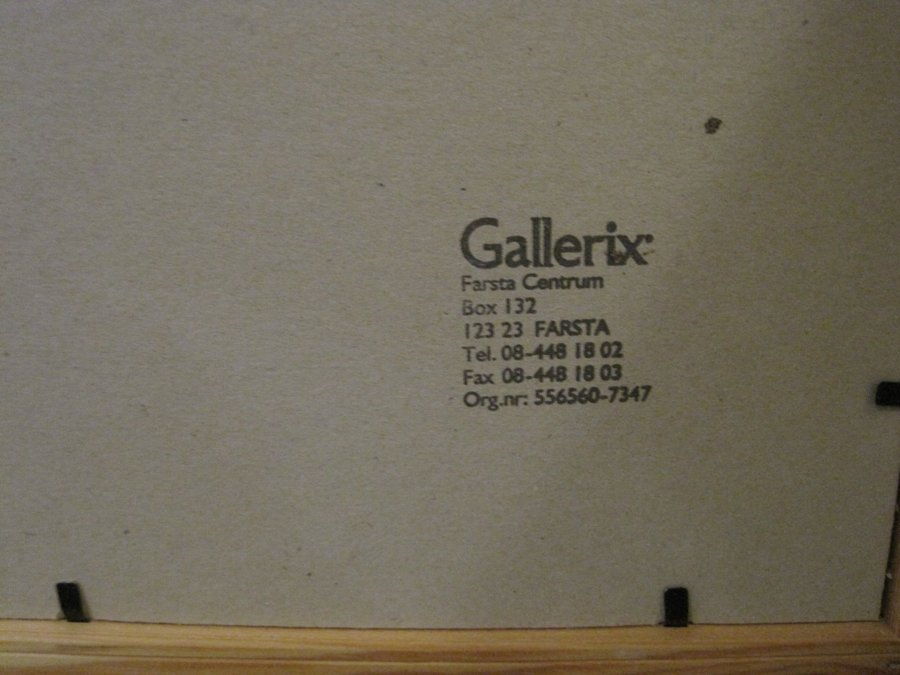 Gallerix
Farsta Centrum
Box 132
123 23 FARSTA
Tel. 08-448 18 02
Fax 08-448 18 03
Org.nr: 556560-7347